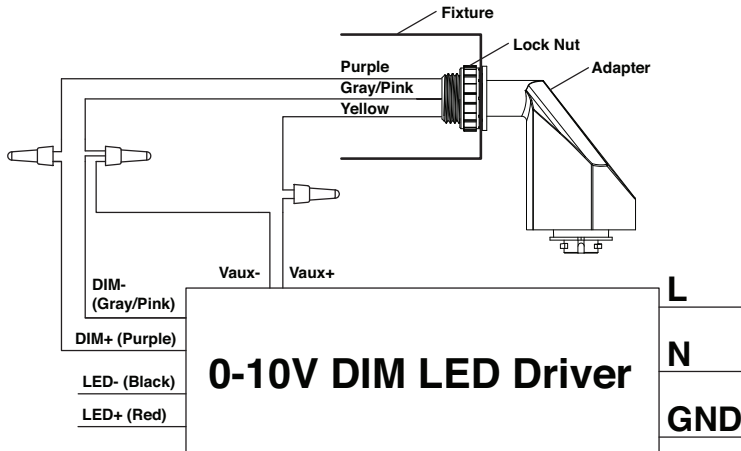 Fixture
Lock Nut
Adapter
Purple
Gray/Pink
Yellow
Vaux-
Vaux+
DIM-
(Gray/Pink)
DIM+ (Purple)
LED- (Black)
LED+ (Red)
0-10V DIM LED Driver
L
N
GND